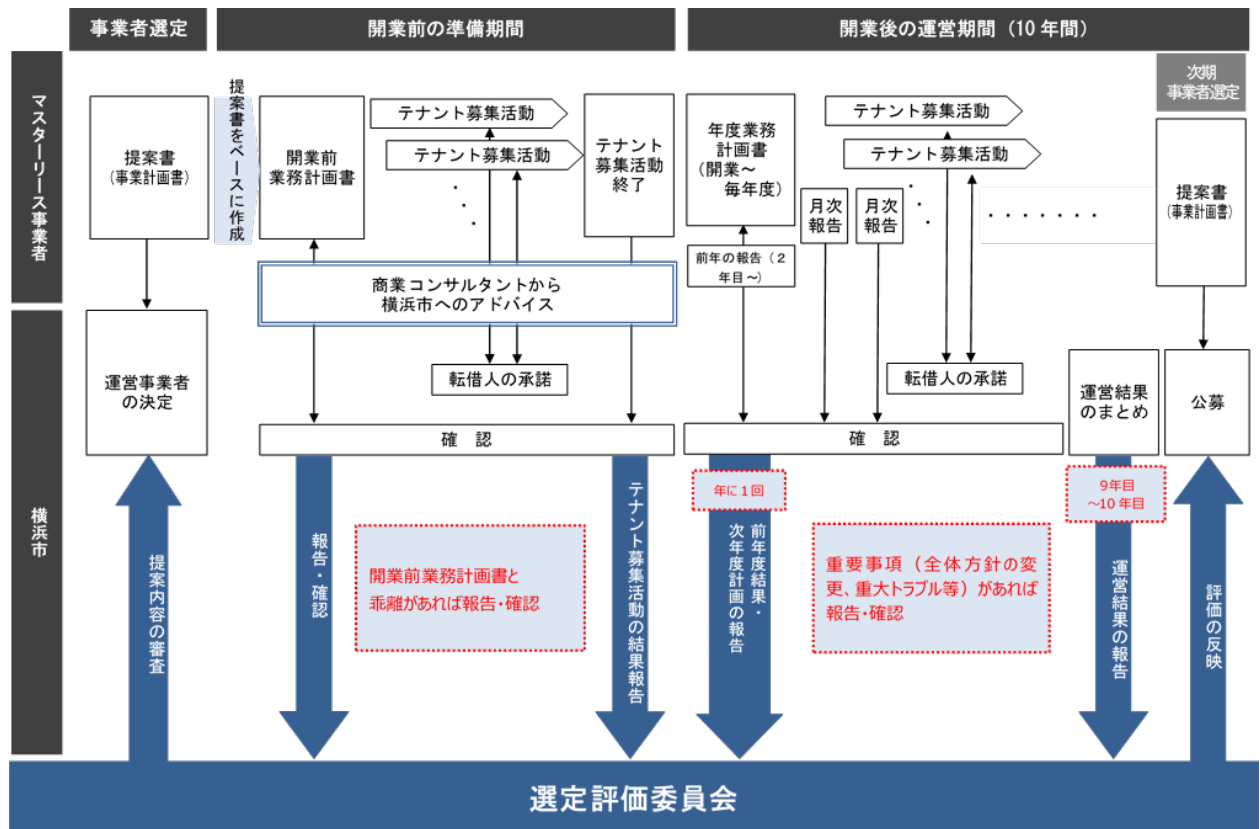 事業者選定
開業前の準備期間
開業後の運営期間（10年間）
マスターリース事業者
提案書
（事業計画書）
提案書をベースに作成
開業前
業務計画書
テナント募集活動
テナント募集活動
テナント
募集活動
終了
年度業務
計画書
（開業～
毎年度）
前年の報告（２
年目～）
月次
報告
月次
報告
テナント募集活動
テナント募集活動
次期
事業者選定
提案書
（事業計画書）
商業コンサルタントから
横浜市へのアドバイス
横浜市
運営事業者
の決定
転借人の承諾
確　認
転借人の承諾
確　認
運営結果
のまとめ
公募
提案内容の審査
報告・確認
開業前業務計画書と
乖離があれば報告・確認
テナント募集活動の結果報告
年に１回
前年度結果・
次年度計画の報告
重要事項（全体方針の変
更、重大トラブル等）があれば
報告・確認
9年目
～10年目
運営結果の報告
評価の反映
選定評価委員会